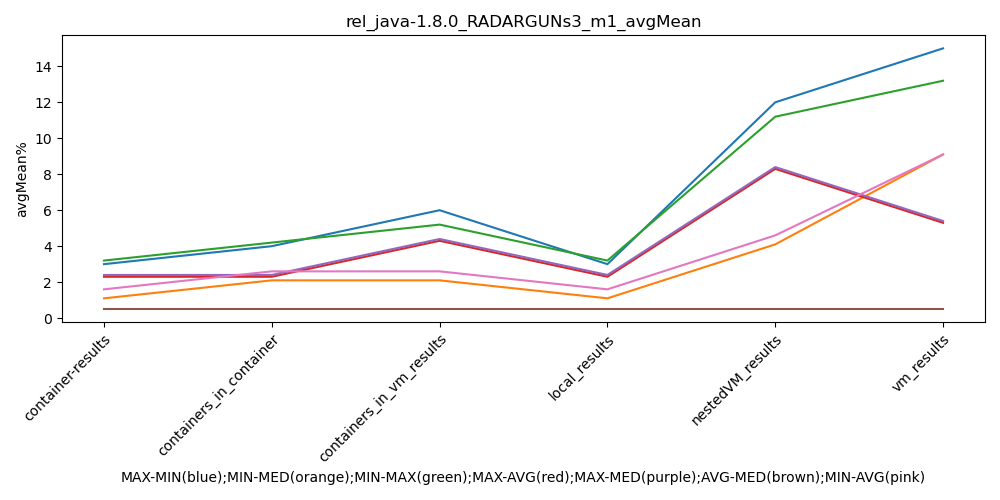 rel_java-1.8.0_RADARGUNs3_m1_avgMean
avgMean%
14
12
10
8
6
4
2
0
container-results
containers_in_container
containers_in_vm_results
local_results
nestedVM_results
vm_results
MAX-MIN(blue);MIN-MED(orange);MIN-MAX(green);MAX-AVG(red);MAX-MED(purple);AVG-MED(brown);MIN-AVG(pink)